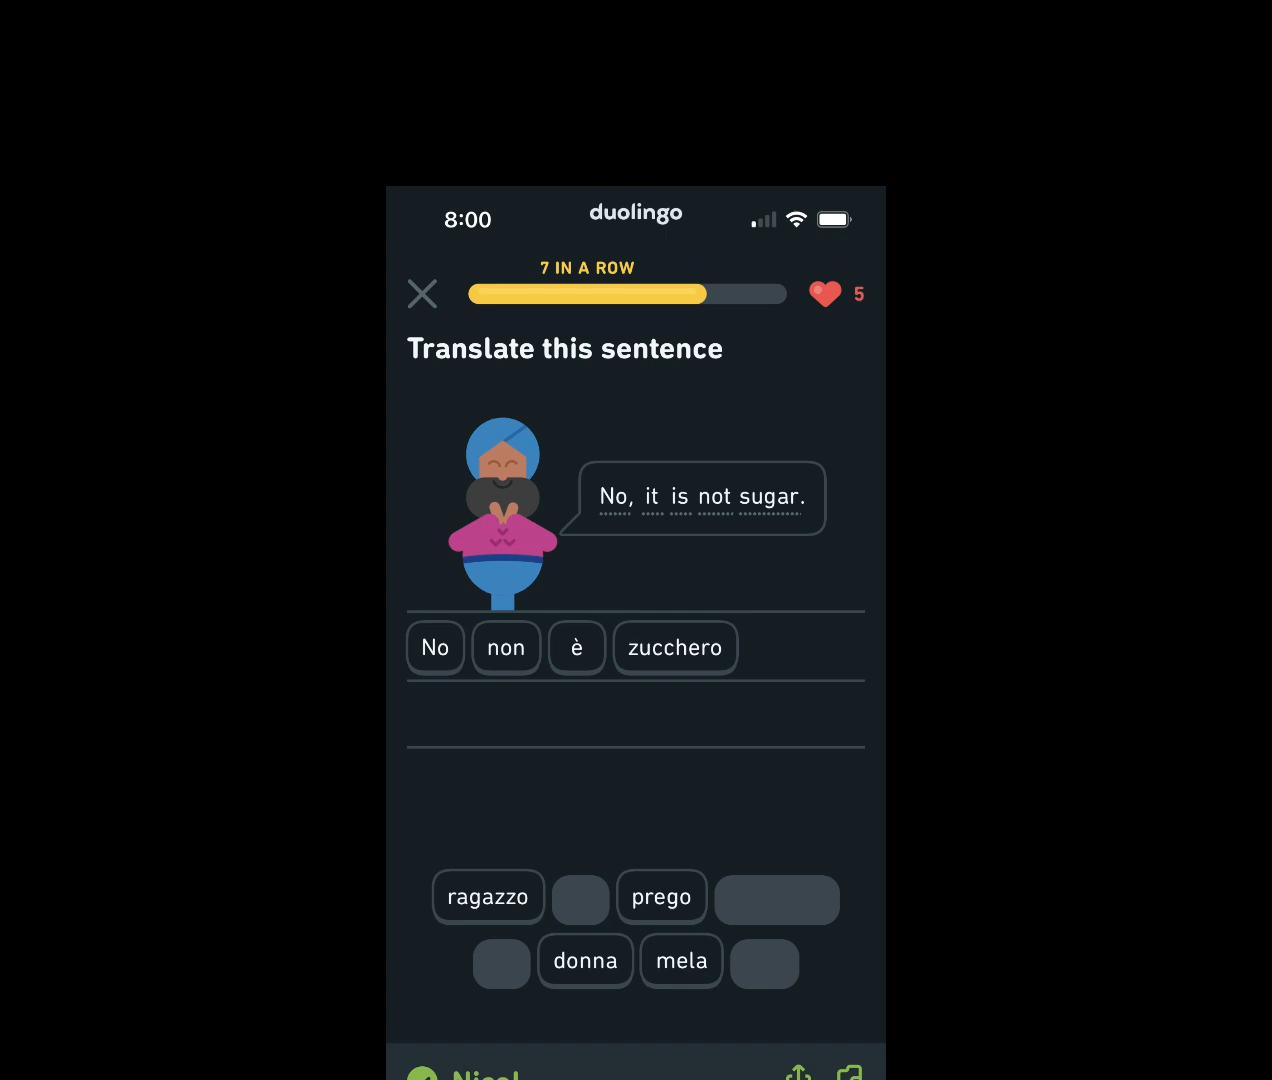 8:00
duolingo
7 IN A ROW
5
Translate this sentence
No, it is not sugar.
No non è zucchero
ragazzo prego
donna mela
Nice!